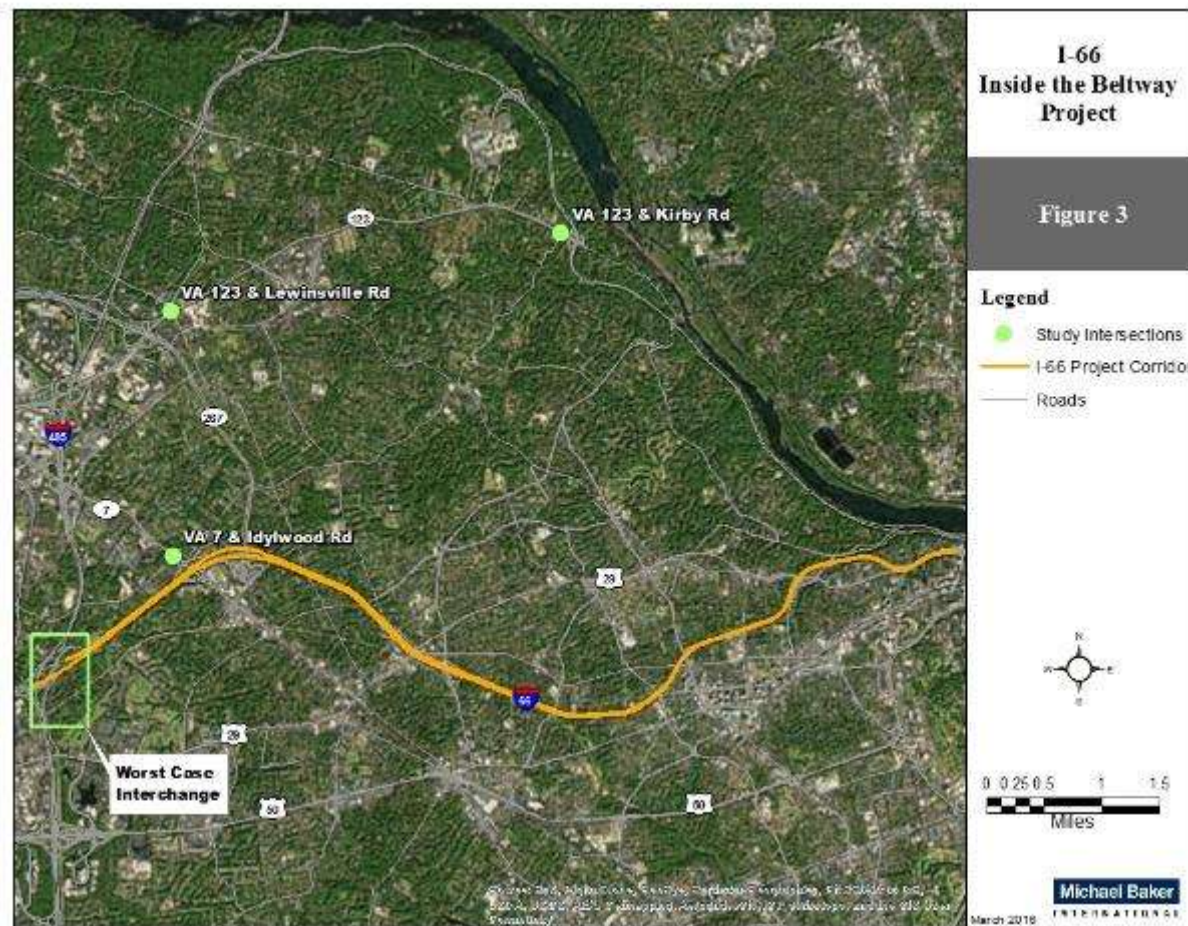 I-66
Inside the Beltway
Project
Figure 3
Legend
Study Intersections
I-66 Project Corridor
Roads
VA 123 & Kirby Rd
123
VA 123 & Lewinsville Rd
267
495
7
VA 7 & Idylwood Rd
29
66
29
Worst Case
Interchange
50
50
N
W
E
S
0 0.25 0.5 1 1.5
Miles
Michael Baker
INTERNATIONAL
March 2016